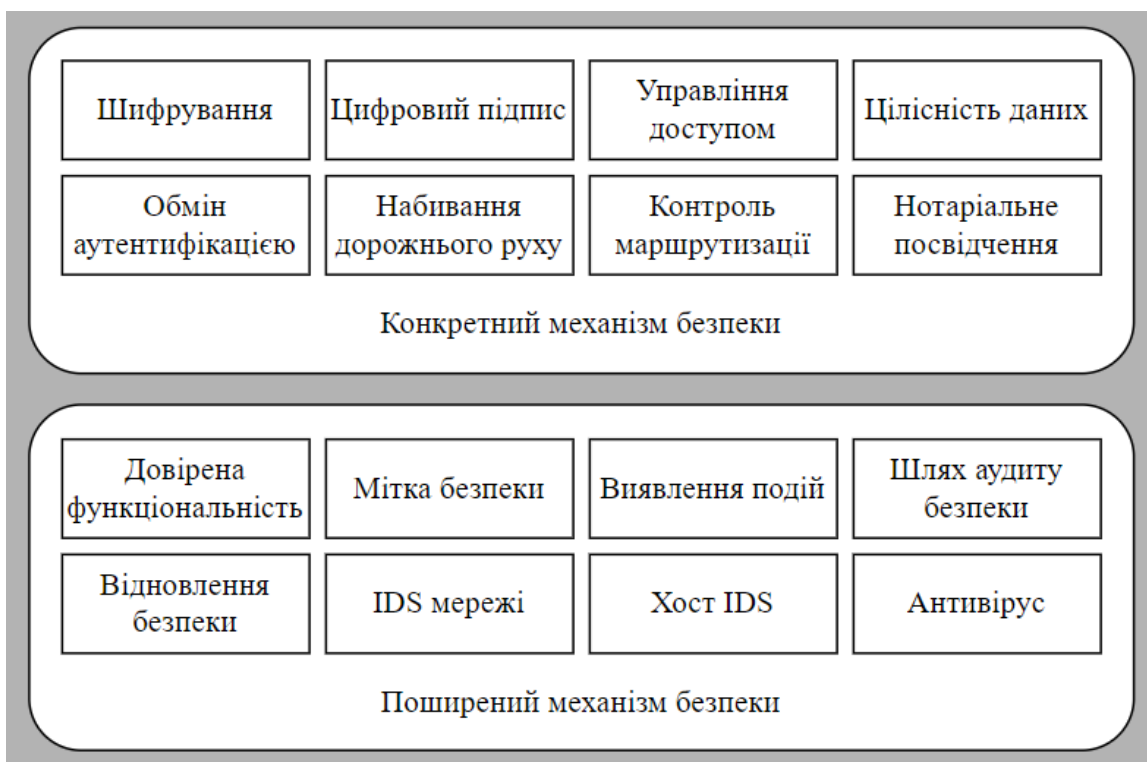 Шифрування
Цифровий підпис
Управління
доступом
Цілісність даних
Обмін
аутентифікацією
Набивання
дорожнього руху
Контроль
маршрутизації
Нотаріальне
посвідчення
Конкретний механізм безпеки
Довірена
функціональність
Мітка безпеки
Виявлення подій
Шлях аудиту
безпеки
Відновлення
безпеки
IDS мережі
Хост IDS
Антивірус
Поширений механізм безпеки